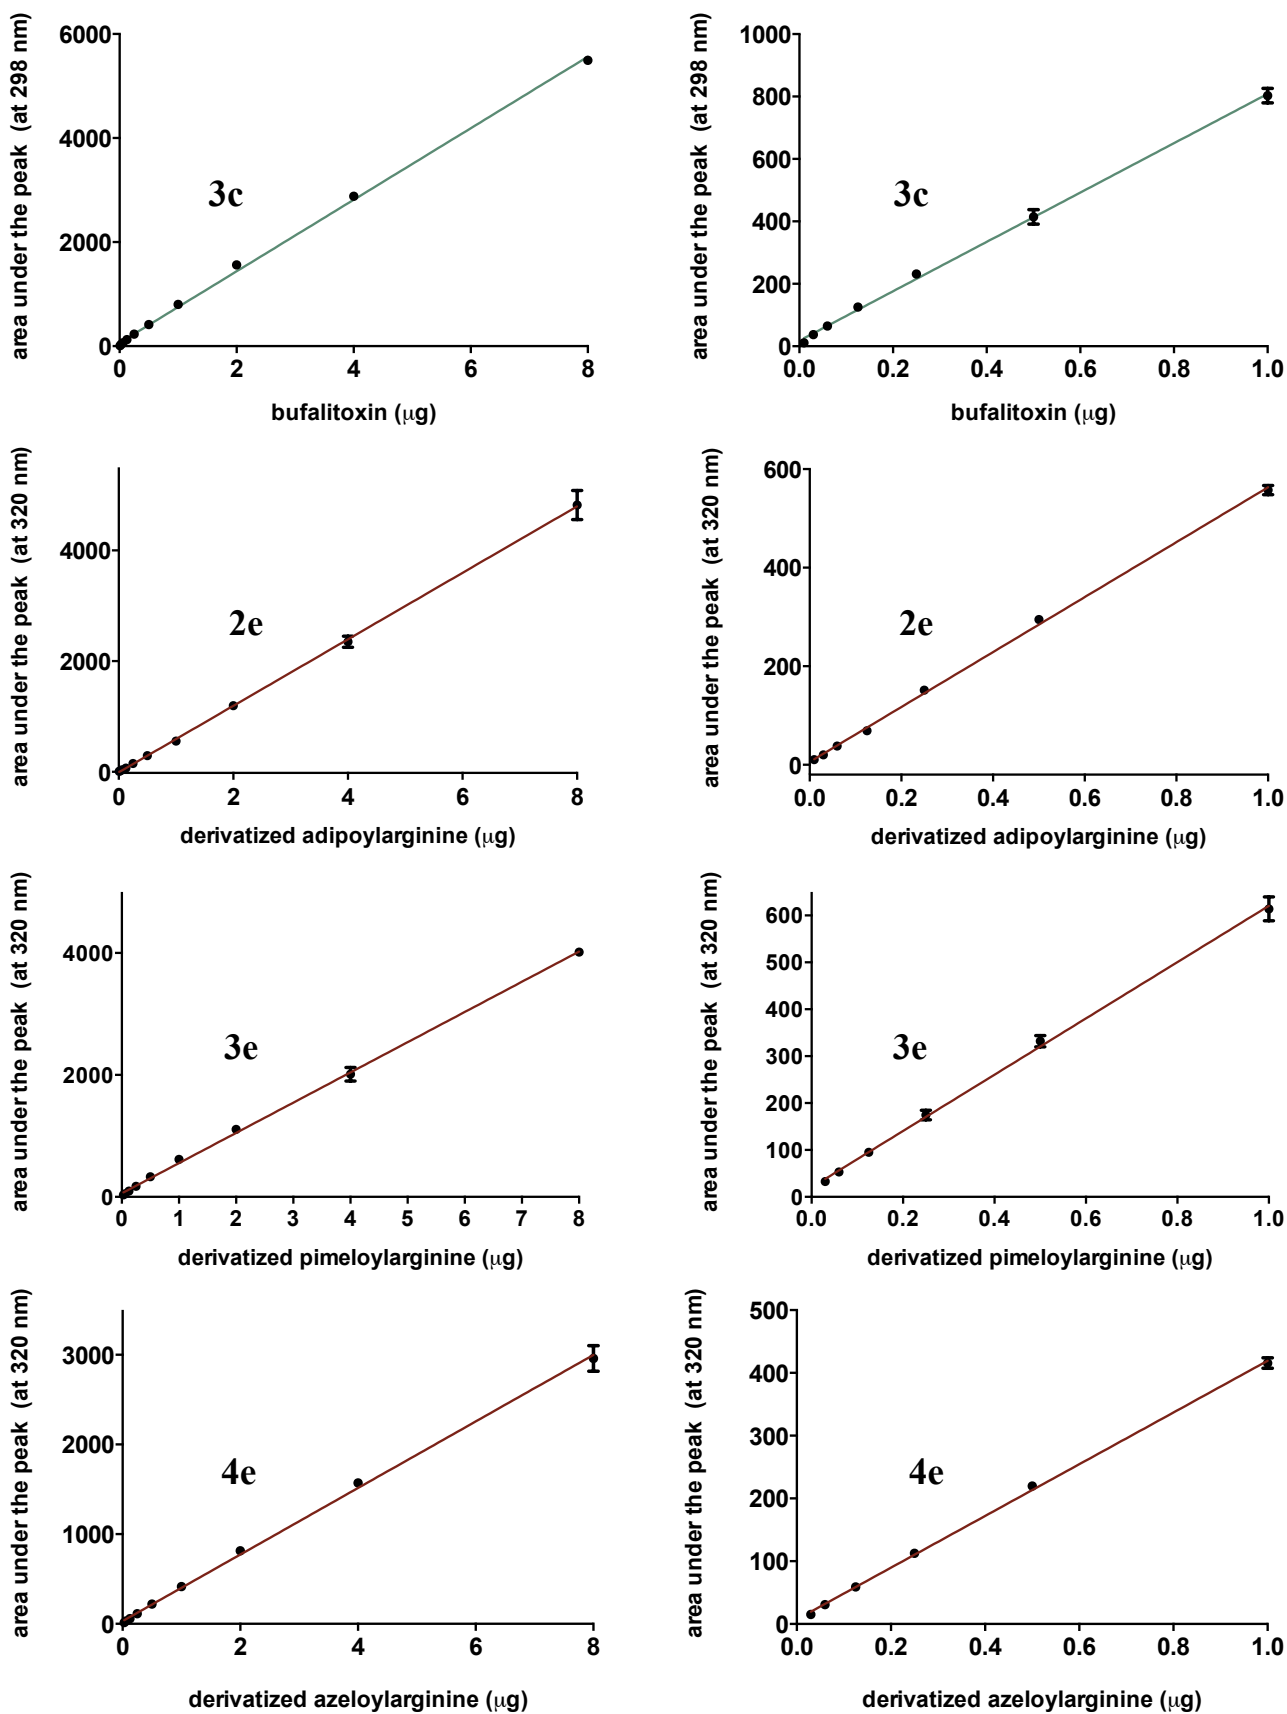 area under the peak (at 298 nm)
6000
4000
2000
0
3c
0 2 4 6 8
bufalitoxin (μg)
area under the peak (at 298 nm)
1000
800
600
400
200
0
3c
0.0 0.2 0.4 0.6 0.8 1.0
bufalitoxin (μg)
area under the peak (at 320 nm)
4000
2000
0
2e
0 2 4 6 8
derivatized adipoylarginine (μg)
area under the peak (at 320 nm)
600
400
200
0
2e
0.0 0.2 0.4 0.6 0.8 1.0
derivatized adipoylarginine (μg)
area under the peak (at 320 nm)
4000
2000
0
3e
0 1 2 3 4 5 6 7 8
derivatized pimeloylarginine (μg)
area under the peak (at 320 nm)
600
500
400
300
200
100
0
3e
0.0 0.2 0.4 0.6 0.8 1.0
derivatized pimeloylarginine (μg)
area under the peak (at 320 nm)
3000
2000
1000
0
4e
0 2 4 6 8
derivatized azeloylarginine (μg)
area under the peak (at 320 nm)
500
400
300
200
100
0
4e
0.0 0.2 0.4 0.6 0.8 1.0
derivatized azeloylarginine (μg)